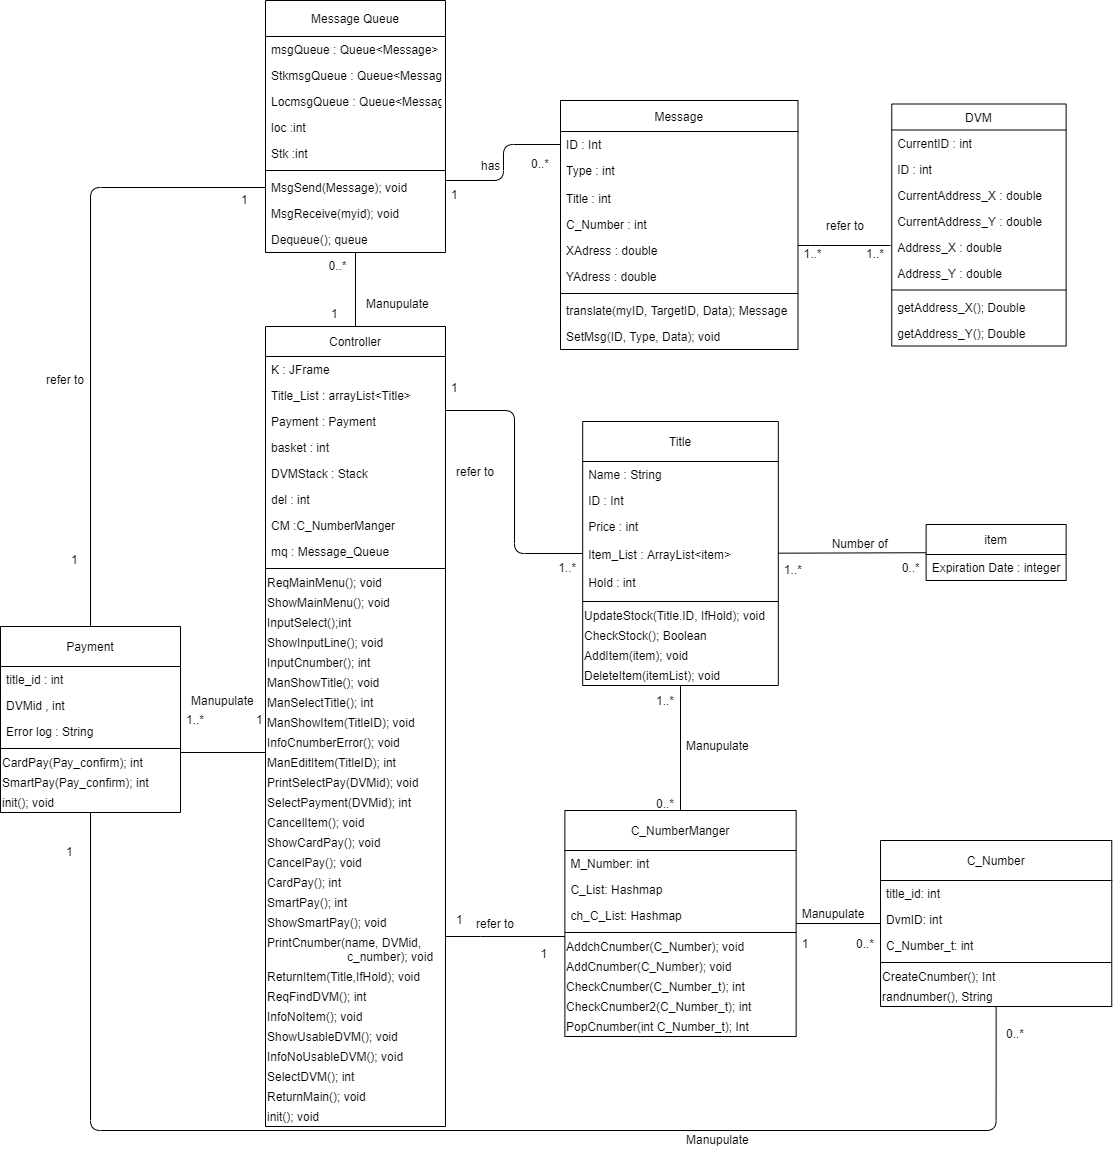 Message Queue
msgQueue : Queue<Message>
StkmsgQueue : Queue<Messag
LocmsgQueue : Queue<Messag
loc :int
Stk :int
MsgSend(Message); void
MsgReceive(myid); void
Dequeue(); queue
has
1
0..*
Message
ID : Int
Type : int
Title : int
C_Number : int
XAdress : double
YAdress : double
translate(myID, TargetID, Data); Message
SetMsg(ID, Type, Data); void
refer to
1..*
1..*
DVM
CurrentID : int
ID : int
CurrentAddress_X : double
CurrentAddress_Y : double
Address_X : double
Address_Y : double
getAddress_X(); Double
getAddress_Y(); Double
1
refer to
1
0..*
Manupulate
1
Controller
K : JFrame
Title_List : arrayList<Title>
Payment : Payment
basket : int
DVMStack : Stack
del : int
CM :C_NumberManger
mq : Message_Queue
ReqMainMenu(); void
ShowMainMenu(); void
InputSelect();int
ShowInputLine(); void
InputCnumber(); int
ManShowTitle(); void
ManSelectTitle(); int
ManShowItem(TitleID); void
InfoCnumberError(); void
ManEditItem(TitleID); int
PrintSelectPay(DVMid); void
SelectPayment(DVMid); int
CancelItem(); void
ShowCardPay(); void
CancelPay(); void
CardPay(); int
SmartPay(); int
ShowSmartPay(); void
PrintCnumber(name, DVMid,
c_number); void
ReturnItem(Title,IfHold); void
ReqFindDVM(); int
InfoNoItem(); void
ShowUsableDVM(); void
InfoNoUsableDVM(); void
SelectDVM(); int
ReturnMain(); void
init(); void
1
refer to
1..*
Title
Name : String
ID : Int
Price : int
Item_List : ArrayList<item>
Hold : int
UpdateStock(Title.ID, IfHold); void
CheckStock(); Boolean
AddItem(item); void
DeleteItem(itemList); void
Number of
1..*
0..*
item
Expiration Date : integer
Payment
title_id : int
DVMid , int
Error log : String
CardPay(Pay_confirm); int
SmartPay(Pay_confirm); int
init(); void
Manupulate
1..*
1
1..*
Manupulate
0..*
C_NumberManger
M_Number: int
C_List: Hashmap
ch_C_List: Hashmap
AddchCnumber(C_Number); void
AddCnumber(C_Number); void
CheckCnumber(C_Number_t); int
CheckCnumber2(C_Number_t); int
PopCnumber(int C_Number_t); Int
1
refer to
1
Manupulate
1
0..*
C_Number
title_id: int
DvmID: int
C_Number_t: int
CreateCnumber(); Int
randnumber(), String
1
0..*
Manupulate